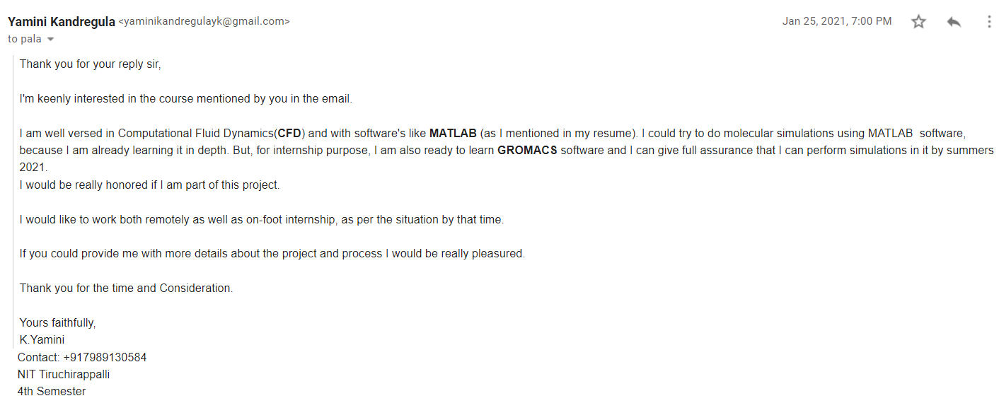 Yamini Kandregula <yaminikandregulayk@gmail.com>
Jan 25, 2021, 7:00 PM
to pala
Thank you for your reply sir,
I'm keenly interested in the course mentioned by you in the email.
I am well versed in Computational Fluid Dynamics(CFD) and with software's like MATLAB (as I mentioned in my resume). I could try to do molecular simulations using MATLAB  software,
because I am already learning it in depth. But, for internship purpose, I am also ready to learn GROMACS software and I can give full assurance that I can perform simulations in it by summers
2021.
I would be really honored if I am part of this project.
I would like to work both remotely as well as on-foot internship, as per the situation by that time.
If you could provide me with more details about the project and process I would be really pleasured.
Thank you for the time and Consideration.
Yours faithfully,
K.Yamini
Contact: +917989130584
NIT Tiruchirappalli
4th Semester